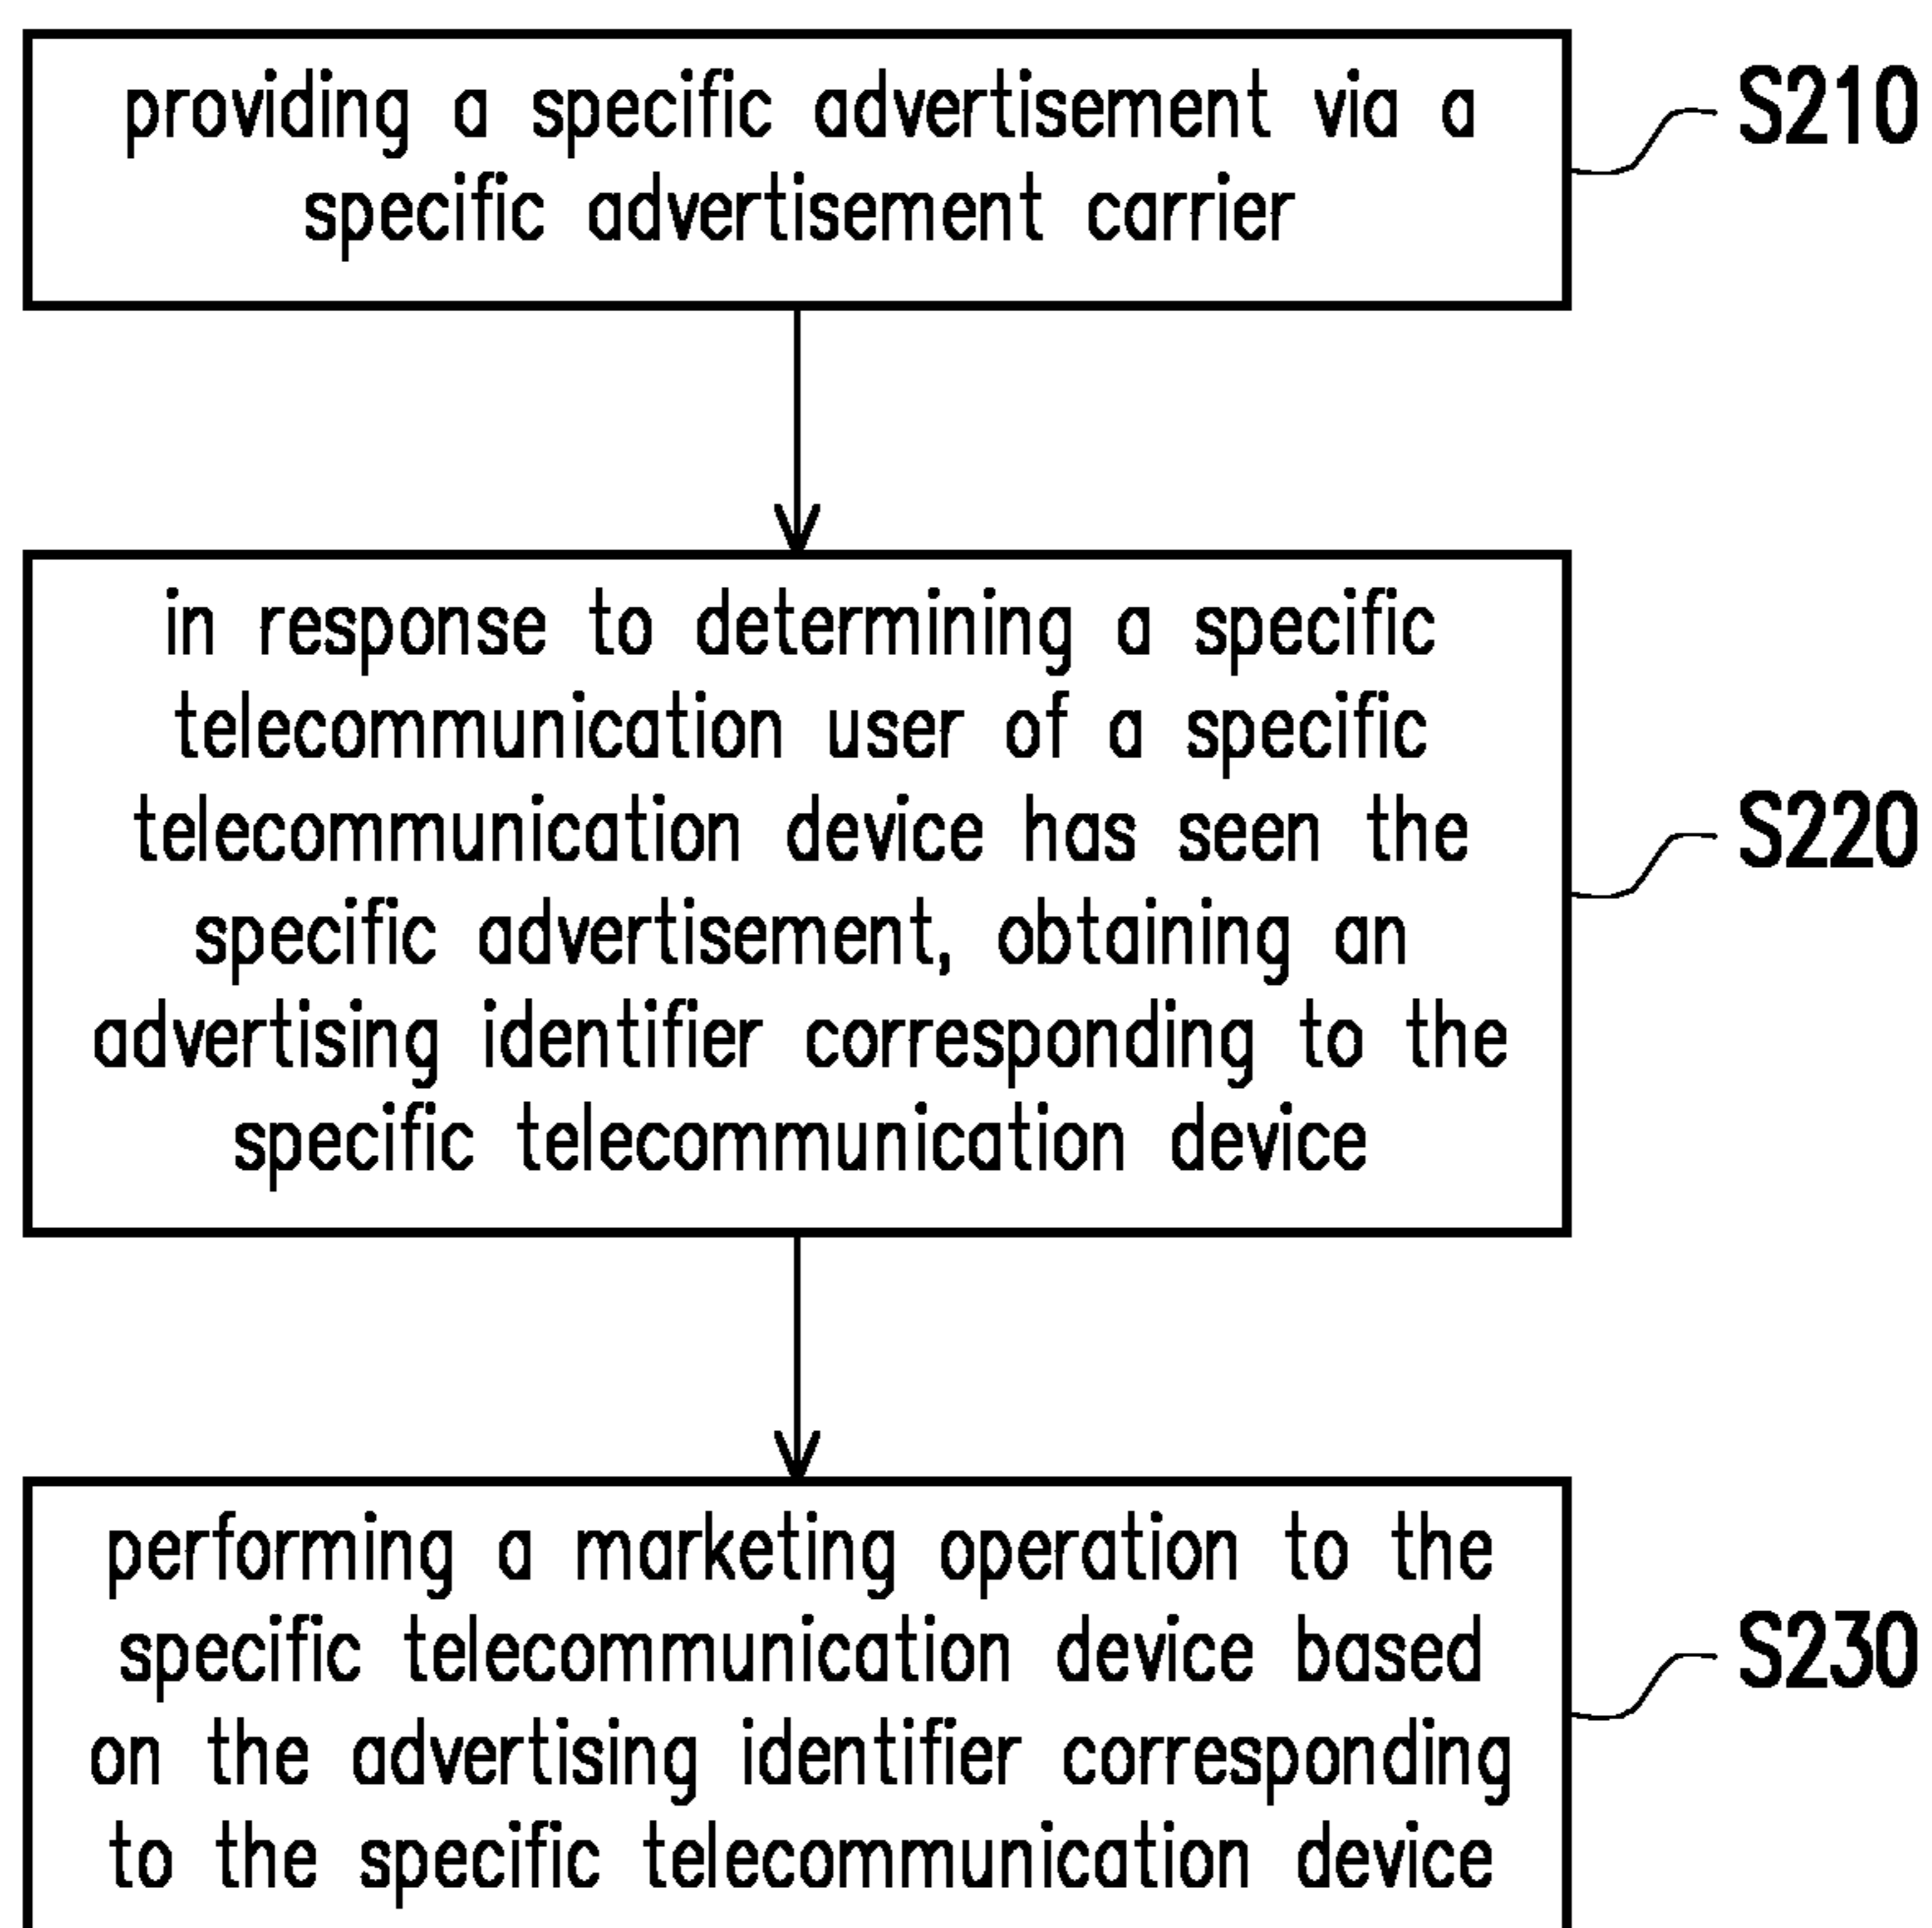 providing a specific advertisement via a
specific advertisement carrier
S210
in response to determining a specific
telecommunication user of a specific
telecommunication device has seen the
specific advertisement, obtaining an
advertising identifier corresponding to the
specific telecommunication device
S220
performing a marketing operation to the
specific telecommunication device based
on the advertising identifier corresponding
to the specific telecommunication device
S230